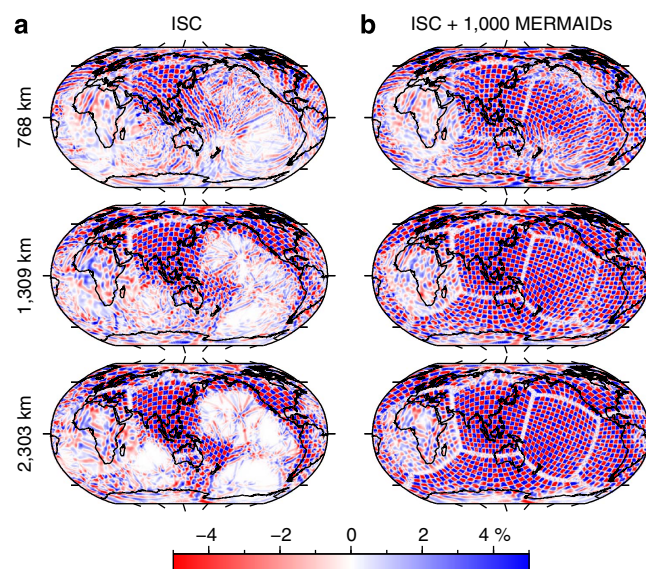 a ISC
b ISC + 1,000 MERMAIDs
768 km
1,309 km
2,303 km
−4 −2 0 2 4 %